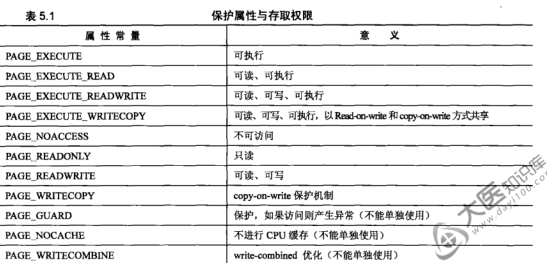 表 5.1 保护属性与存取权限
属 性 常 量 意 义
PAGE_EXECUTE 可执行
PAGE_EXECUTE_READ 可读、可执行
PAGE_EXECUTE_READWRITE 可读、可写、可执行
PAGE_EXECUTE_WRITECOPY 可读、可写、可执行，以 Read-on-write 和 copy-on-write 方式共享
PAGE_NOACCESS 不可访问
PAGE_READONLY 只读
PAGE_READWRITE 可读、可写
PAGE_WRITECOPY copy-on-write 保护机制
PAGE_GUARD 保护，如果访问则产生异常（不能单独使用）
PAGE_NOCACHE 不进行 CPU 缓存（不能单独使用）
PAGE_WRITECOMBINE write-combined 优化（不能单独使用）
大医知识库
www.dayi100.com